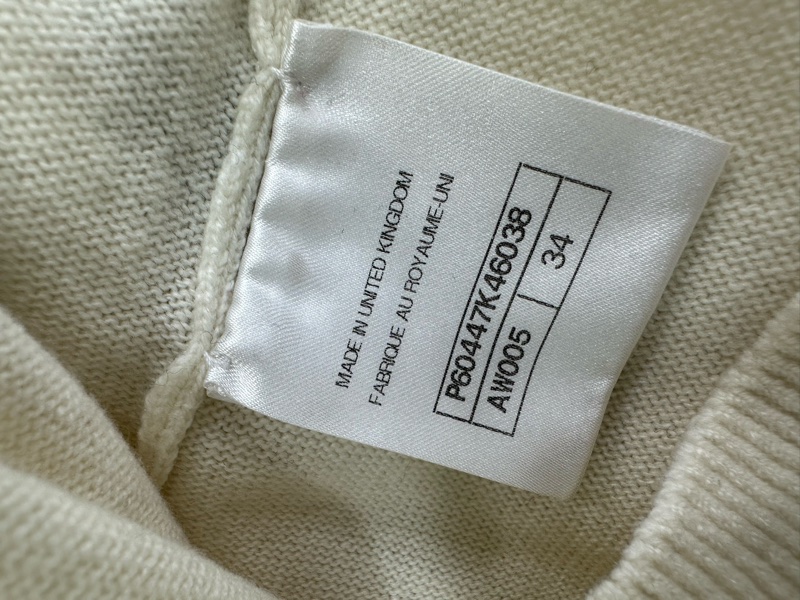 MADE IN UNITED KINGDOM
FABRIQUE AU ROYAUME-UNI
P60447K46038
AW005 34